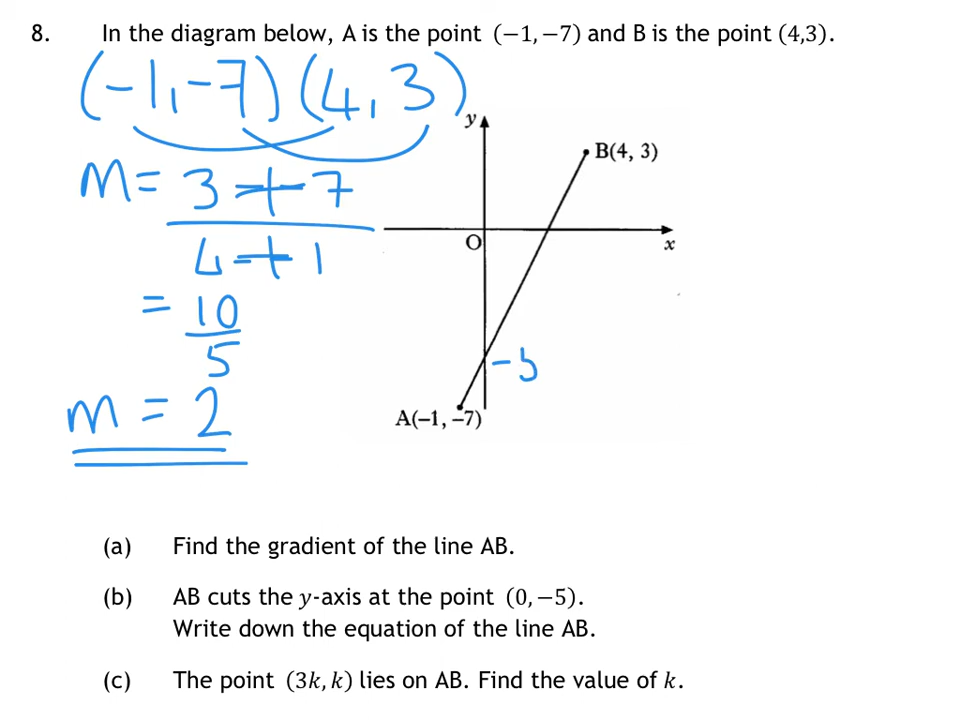 8. In the diagram below, A is the point (−1, −7) and B is the point (4,3).
(-1, -7) (4, 3)
y
B(4, 3)
m = 3 + 7
4 + 1
O
x
= 10
5
-5
m = 2
A(–1, –7)
(a) Find the gradient of the line AB.
(b) AB cuts the y-axis at the point (0, −5).
Write down the equation of the line AB.
(c) The point (3k, k) lies on AB. Find the value of k.